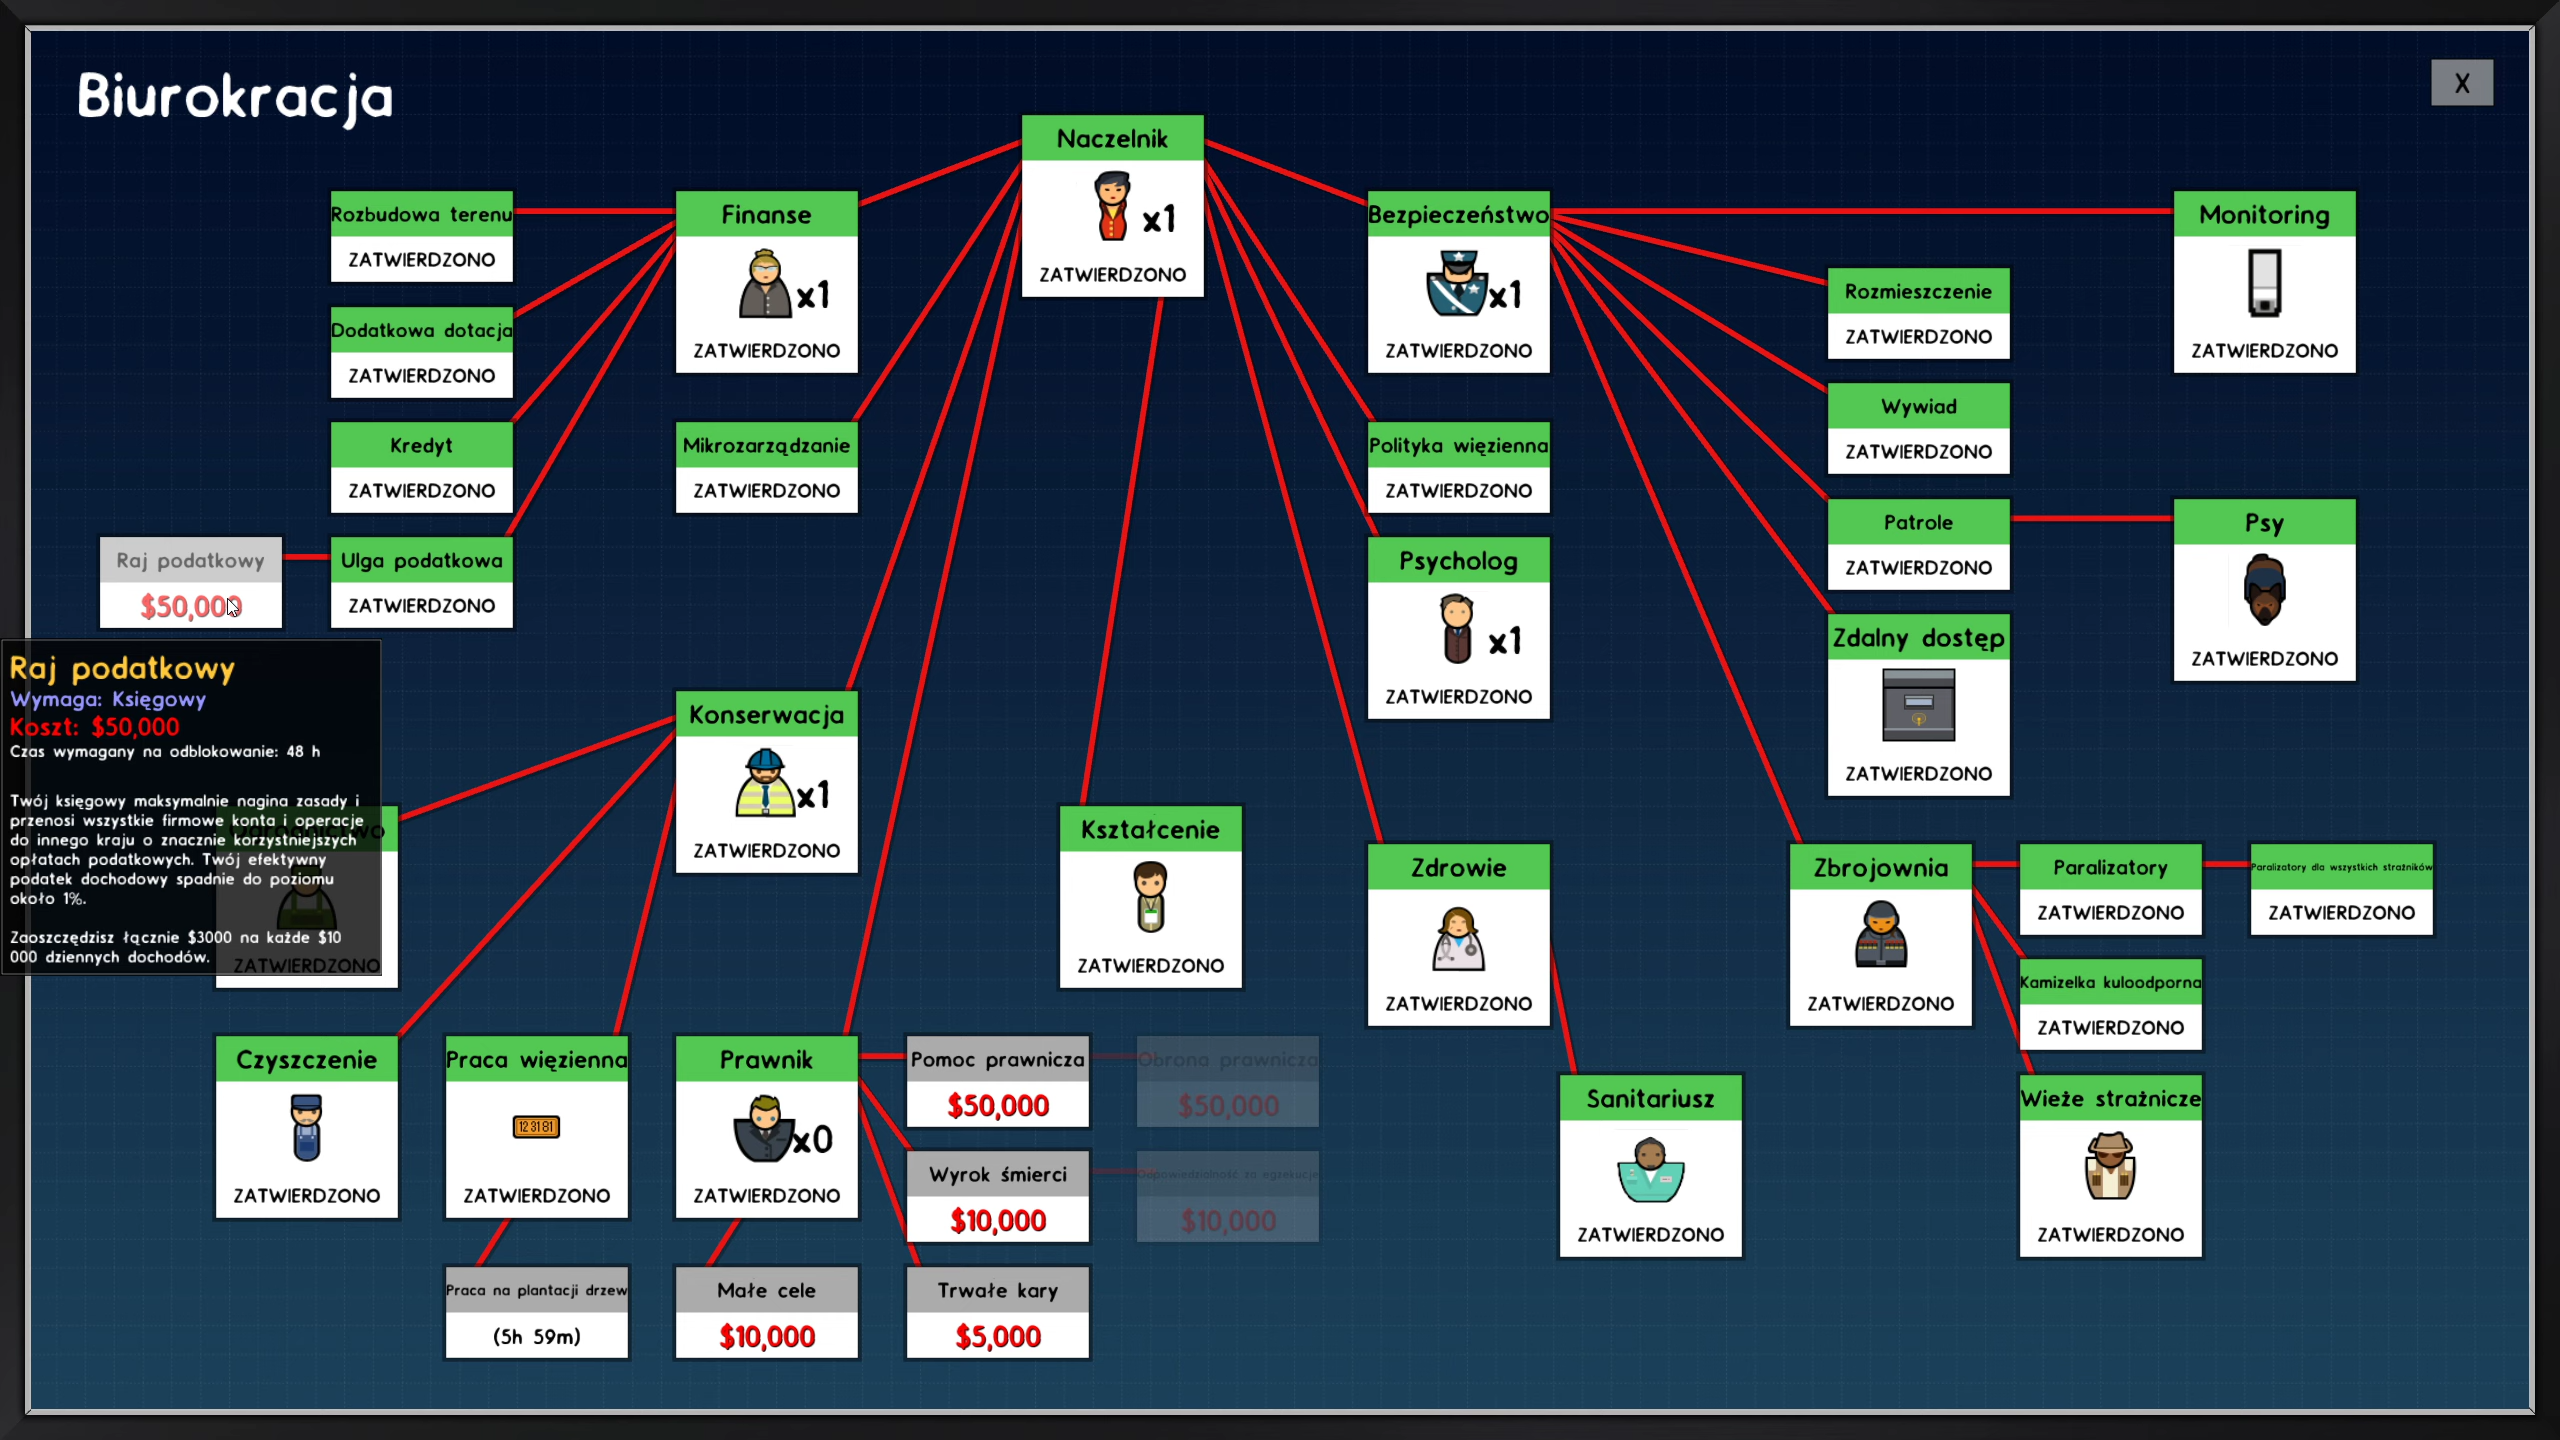 Biurokracja
X
Naczelnik
x1
ZATWIERDZONO
Rozbudowa terenu
ZATWIERDZONO
Finanse
x1
ZATWIERDZONO
Bezpieczeństwo
x1
ZATWIERDZONO
Monitoring
ZATWIERDZONO
Rozmieszczenie
ZATWIERDZONO
Dodatkowa dotacja
ZATWIERDZONO
Wywiad
ZATWIERDZONO
Kredyt
ZATWIERDZONO
Mikrozarządzanie
ZATWIERDZONO
Polityka więzienna
ZATWIERDZONO
Patrole
ZATWIERDZONO
Psy
ZATWIERDZONO
Raj podatkowy
$50,000
Ulga podatkowa
ZATWIERDZONO
Psycholog
x1
ZATWIERDZONO
Zdalny dostęp
ZATWIERDZONO
Raj podatkowy
Wymaga: Księgowy
Koszt: $50,000
Czas wymagany na odblokowanie: 48 h
Twój księgowy maksymalnie nagina zasady i
przenosi wszystkie firmowe konta i operacje
do innego kraju o znacznie korzystniejszych
opłatach podatkowych. Twój efektywny
podatek dochodowy spadnie do poziomu
około 1%.
Zaoszczędzisz łącznie $3000 na każde $10
000 dziennych dochodów.
ZATWIERDZONO
Konserwacja
x1
ZATWIERDZONO
Kształcenie
ZATWIERDZONO
Zdrowie
ZATWIERDZONO
Zbrojownia
ZATWIERDZONO
Paralizatory
ZATWIERDZONO
Paralizatory dla wszystkich strażników
ZATWIERDZONO
Kamizelka kuloodporna
ZATWIERDZONO
Czyszczenie
ZATWIERDZONO
Praca więzienna
123181
ZATWIERDZONO
Prawnik
x0
ZATWIERDZONO
Pomoc prawnicza
$50,000
Obrona prawnicza
$50,000
Wyrok śmierci
$10,000
Odpowiedzialność za egzekucje
$10,000
Sanitariusz
ZATWIERDZONO
Wieże strażnicze
ZATWIERDZONO
Praca na plantacji drzew
(5h 59m)
Małe cele
$10,000
Trwałe kary
$5,000